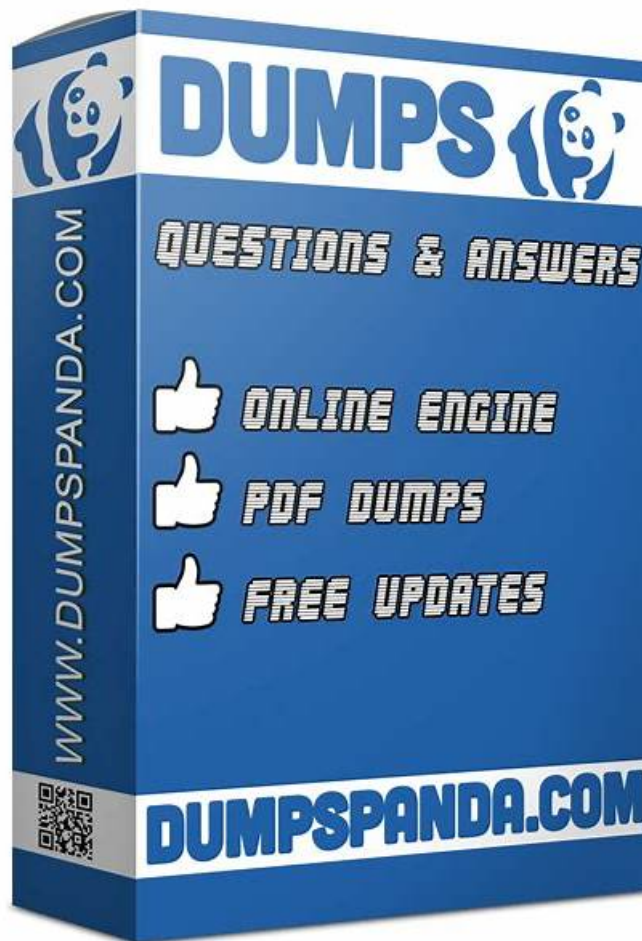 DUMPS
QUESTIONS & ANSWERS
ONLINE ENGINE
PDF DUMPS
FREE UPDATES
DUMPSPANDA.COM
WWW.DUMPSPANDA.COM